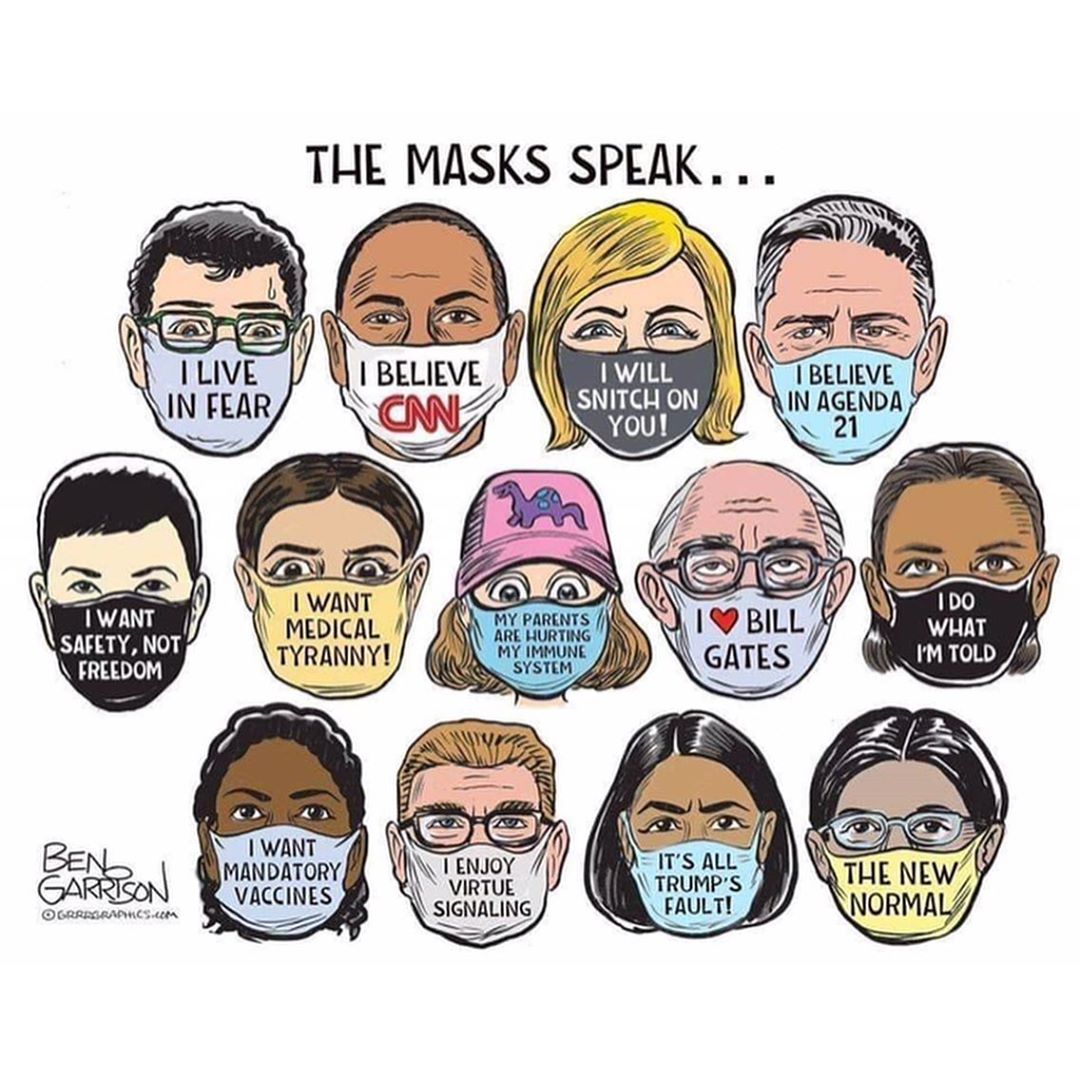 THE MASKS SPEAK...
I LIVE
IN FEAR
I BELIEVE
CNN
I WILL
SNITCH ON
YOU!
I BELIEVE
IN AGENDA
21
I WANT
SAFETY, NOT
FREEDOM
I WANT
MEDICAL
TYRANNY!
MY PARENTS
ARE HURTING
MY IMMUNE
SYSTEM
I ❤ BILL
GATES
I DO
WHAT
I'M TOLD
I WANT
MANDATORY
VACCINES
I ENJOY
VIRTUE
SIGNALING
IT'S ALL
TRUMP'S
FAULT!
THE NEW
NORMAL
BEN
GARRISON
© GRRRGRAPHICS.COM